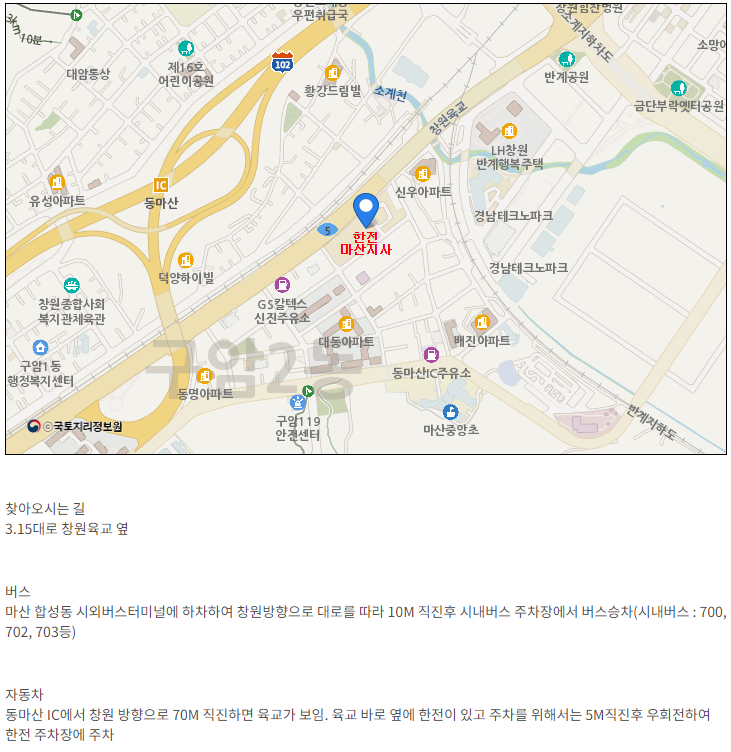 우편취급국
창원힘찬병원
3km
10분
소계지하차도
소망어
대암통상
제16호
어린이공원
102
황강드림빌
소계천
반계공원
금단부락옛터공원
창원육교
LH창원
반계행복주택
IC
동마산
유성아파트
신우아파트
5
한전
마산지사
경남테크노파크
덕양하이빌
경남테크노파크
창원종합사회
복지관체육관
GS칼텍스
신진주유소
대동아파트
배진아파트
구암1동
행정복지센터
구암2동
동마산IC주유소
동명아파트
구암119
안전센터
마산중앙초
반계지하도
©국토지리정보원
찾아오시는 길
3.15대로 창원육교 옆
버스
마산 합성동 시외버스터미널에 하차하여 창원방향으로 대로를 따라 10M 직진후 시내버스 주차장에서 버스승차(시내버스 : 700,
702, 703등)
자동차
동마산 IC에서 창원 방향으로 70M 직진하면 육교가 보임. 육교 바로 옆에 한전이 있고 주차를 위해서는 5M직진후 우회전하여
한전 주차장에 주차